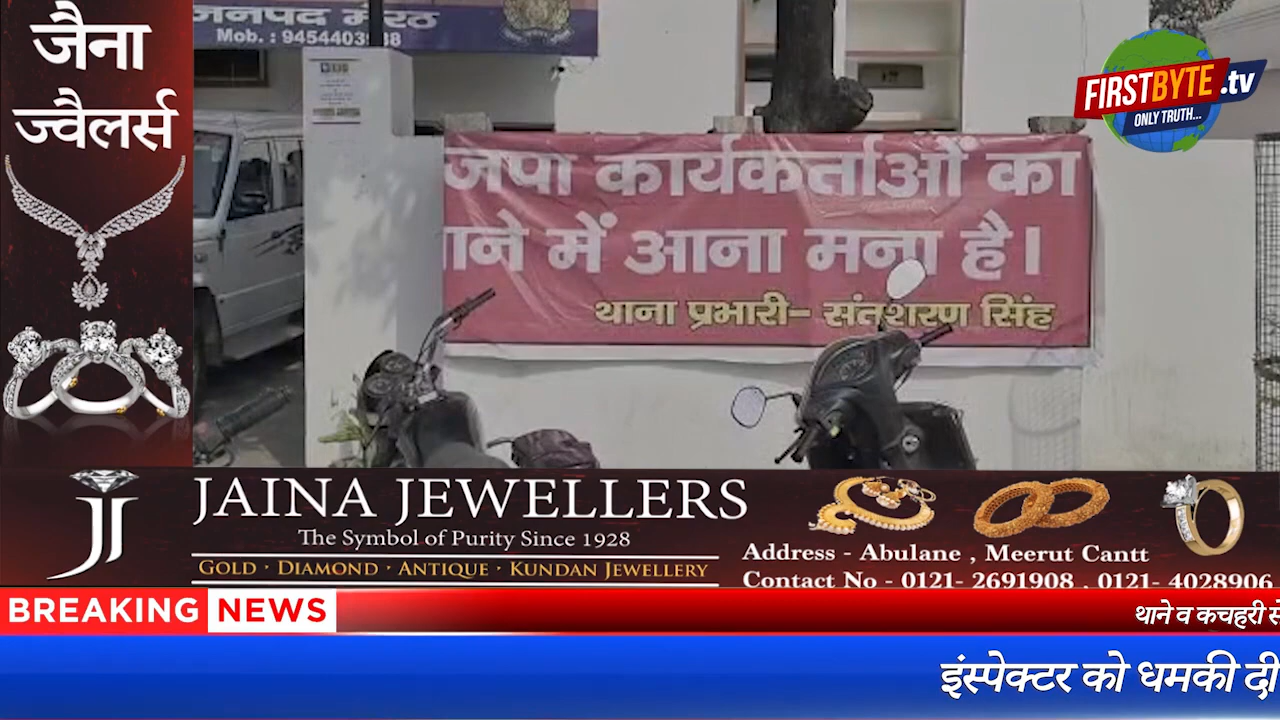 जैना
ज्वैलर्स
जनपद मेरठ
Mob. : 9454403
FIRSTBYTE.tv
ONLY TRUTH...
जपा कार्यकर्ताओं का
ाने में आना मना है।
थाना प्रभारी- संतशरण सिंह
JJ
JAINA JEWELLERS
The Symbol of Purity Since 1928
GOLD · DIAMOND · ANTIQUE · KUNDAN JEWELLERY
Address - Abulane , Meerut Cantt
Contact No - 0121- 2691908 , 0121- 4028906
BREAKING NEWS
थाने व कचहरी से
इंस्पेक्टर को धमकी दी